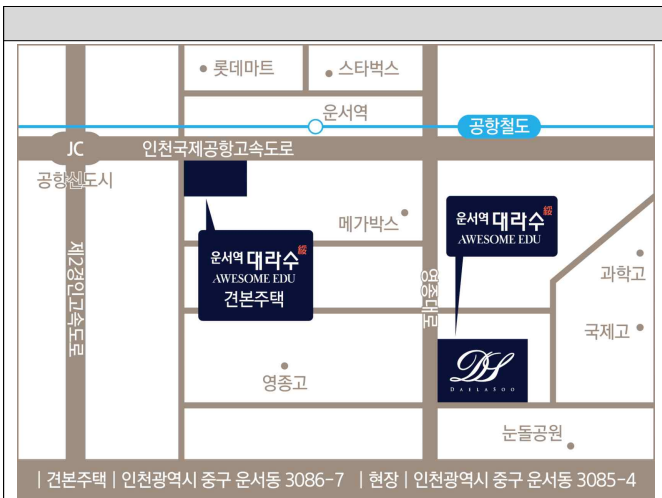 롯데마트
스타벅스
운서역
공항철도
JC
인천국제공항고속도로
공항신도시
메가박스
운서역 대라수 綏
AWESOME EDU
운서역 대라수 綏
AWESOME EDU
견본주택
제2경인고속도로
영종대로
과학고
국제고
DS
DAELASOO
영종고
눈돌공원
| 견본주택 | 인천광역시 중구 운서동 3086-7 | 현장 | 인천광역시 중구 운서동 3085-4